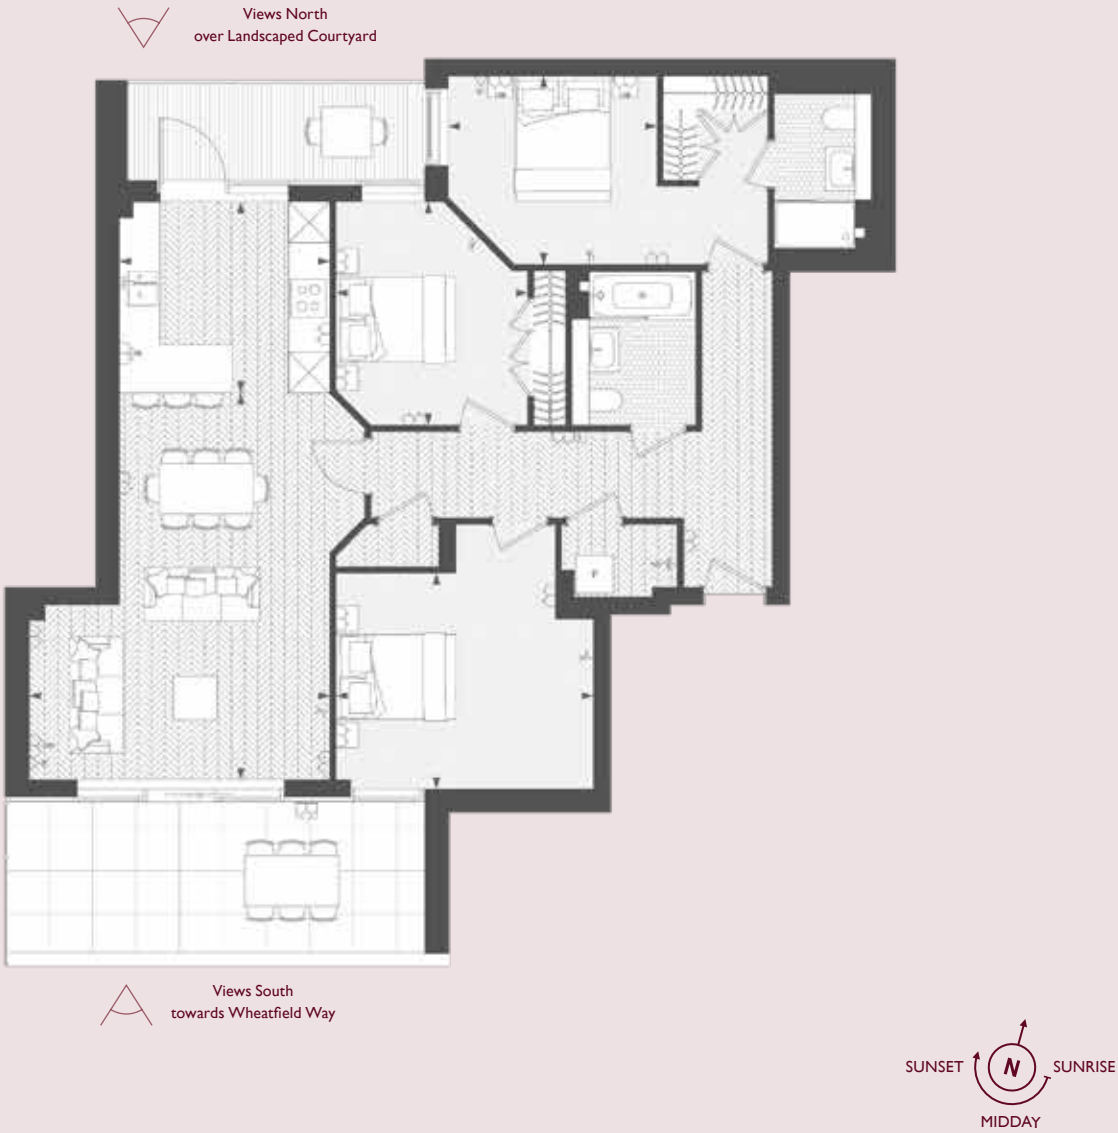 Views North
over Landscaped Courtyard
Views South
towards Wheatfield Way
SUNSET
N
SUNRISE
MIDDAY